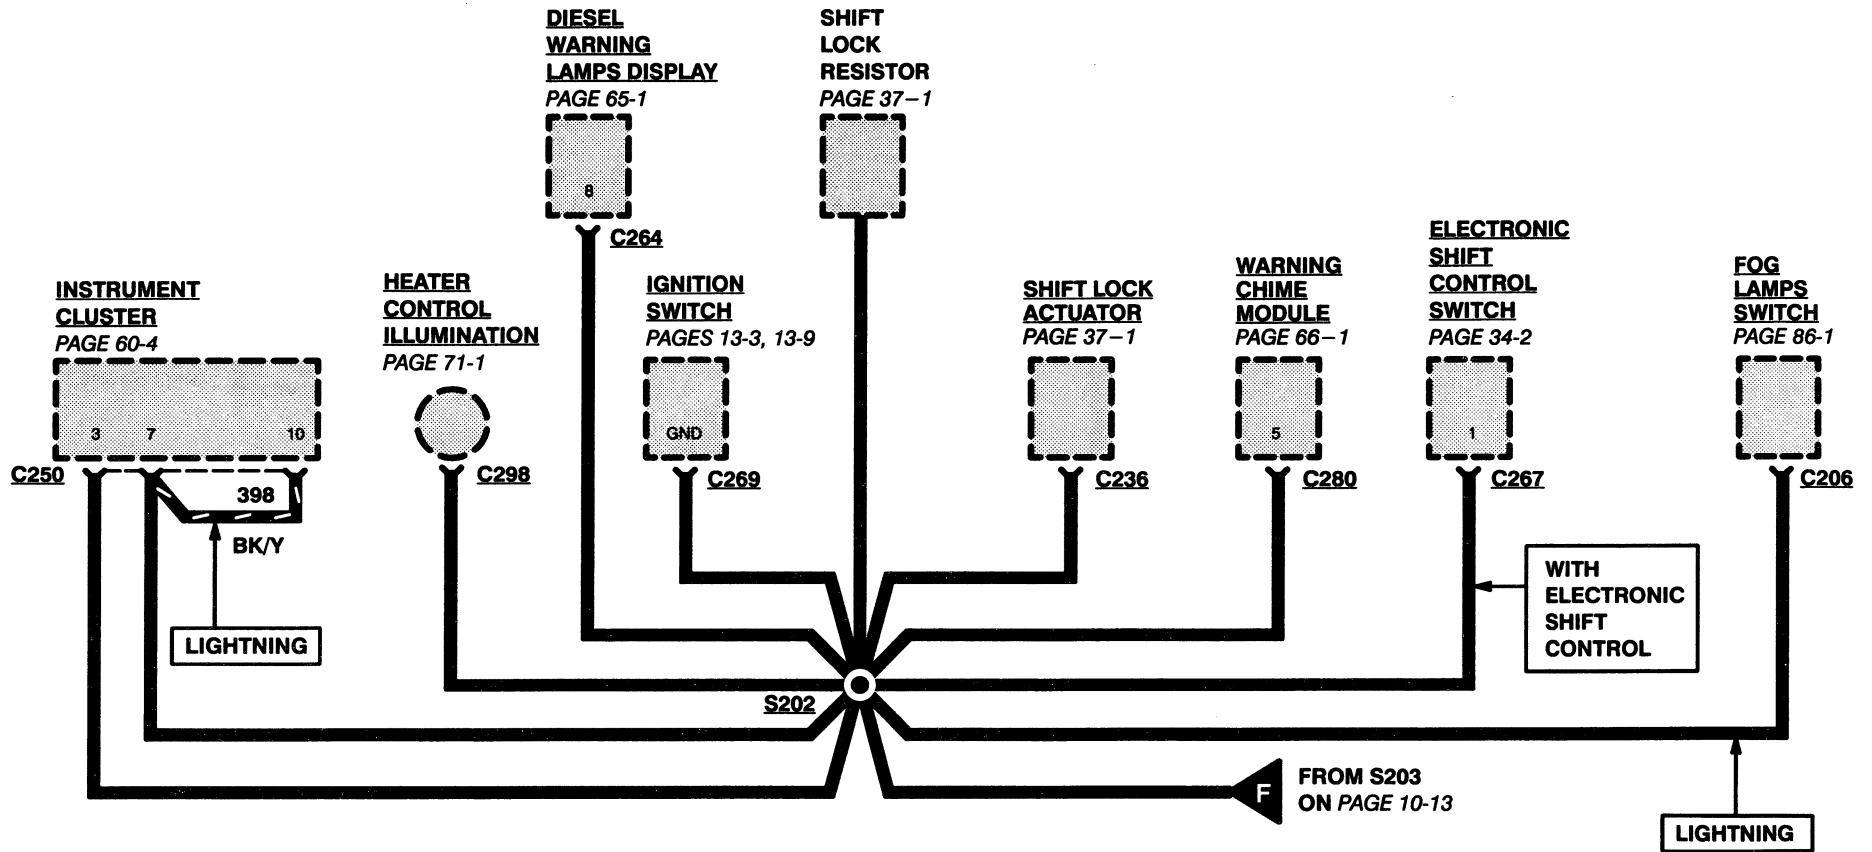 DIESEL
WARNING
LAMPS DISPLAY
PAGE 65-1
8
C264
SHIFT
LOCK
RESISTOR
PAGE 37–1
INSTRUMENT
CLUSTER
PAGE 60-4
3 7 10
C250
398
BK/Y
LIGHTNING
HEATER
CONTROL
ILLUMINATION
PAGE 71-1
C298
IGNITION
SWITCH
PAGES 13-3, 13-9
GND
C269
SHIFT LOCK
ACTUATOR
PAGE 37–1
C236
WARNING
CHIME
MODULE
PAGE 66–1
5
C280
ELECTRONIC
SHIFT
CONTROL
SWITCH
PAGE 34-2
1
C267
FOG
LAMPS
SWITCH
PAGE 86-1
C206
WITH
ELECTRONIC
SHIFT
CONTROL
S202
F
FROM S203
ON PAGE 10-13
LIGHTNING